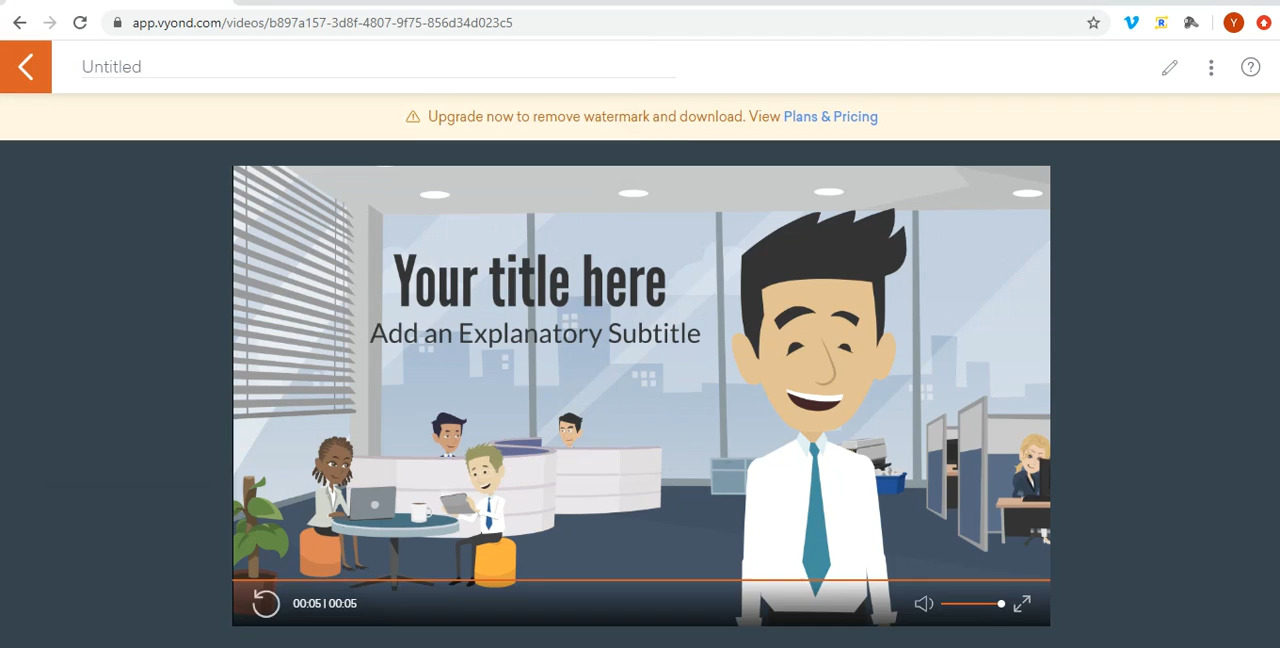 app.vyond.com/videos/b897a157-3d8f-4807-9f75-856d34d023c5
R
Y
Untitled
Upgrade now to remove watermark and download. View Plans & Pricing
Your title here
Add an Explanatory Subtitle
00:05 | 00:05